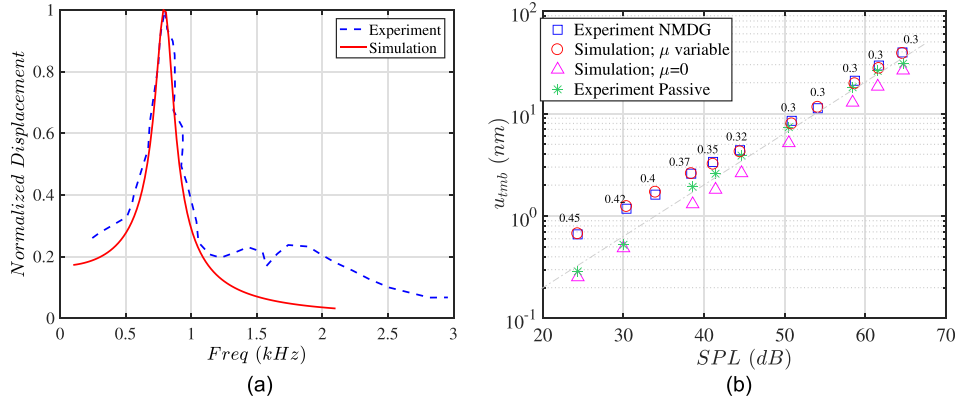 Experiment
Simulation
Normalized Displacement
1
0.8
0.6
0.4
0.2
0
0 0.5 1 1.5 2 2.5 3
Freq (kHz)
(a)
Experiment NMDG
Simulation; μ variable
Simulation; μ=0
Experiment Passive
u_tmb (nm)
10^2
10^1
10^0
10^-1
0.45
0.42
0.4
0.37
0.35
0.32
0.3
0.3
0.3
0.3
0.3
20 30 40 50 60 70
SPL (dB)
(b)